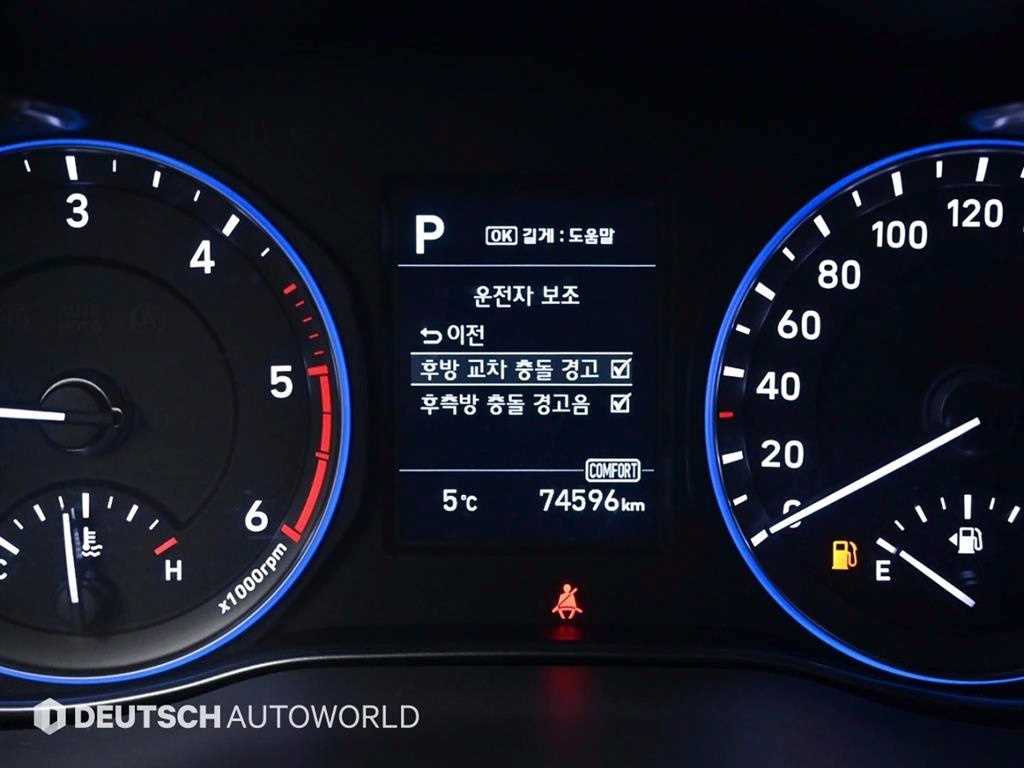 3
4
5
6
x1000rpm
C
H
P
OK 길게 : 도움말
운전자 보조
이전
후방 교차 충돌 경고
후측방 충돌 경고음
COMFORT
5℃ 74596km
0
20
40
60
80
100
120
E
DEUTSCH AUTOWORLD